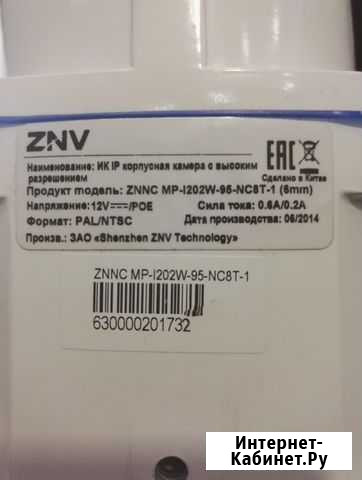 ZNV
EAC
Наименование: ИК IP корпусная камера с высоким
разрешением
Сделано в Китае
Продукт модель: ZNNC MP-I202W-95-NC8T-1 (6mm)
Напряжение: 12V⎓/POE Сила тока: 0.6A/0.2A
Формат: PAL/NTSC Дата производства: 06/2014
Произв.: ЗАО «Shenzhen ZNV Technology»
ZNNC MP-I202W-95-NC8T-1
630000201732
Интернет-
Кабинет.Ру